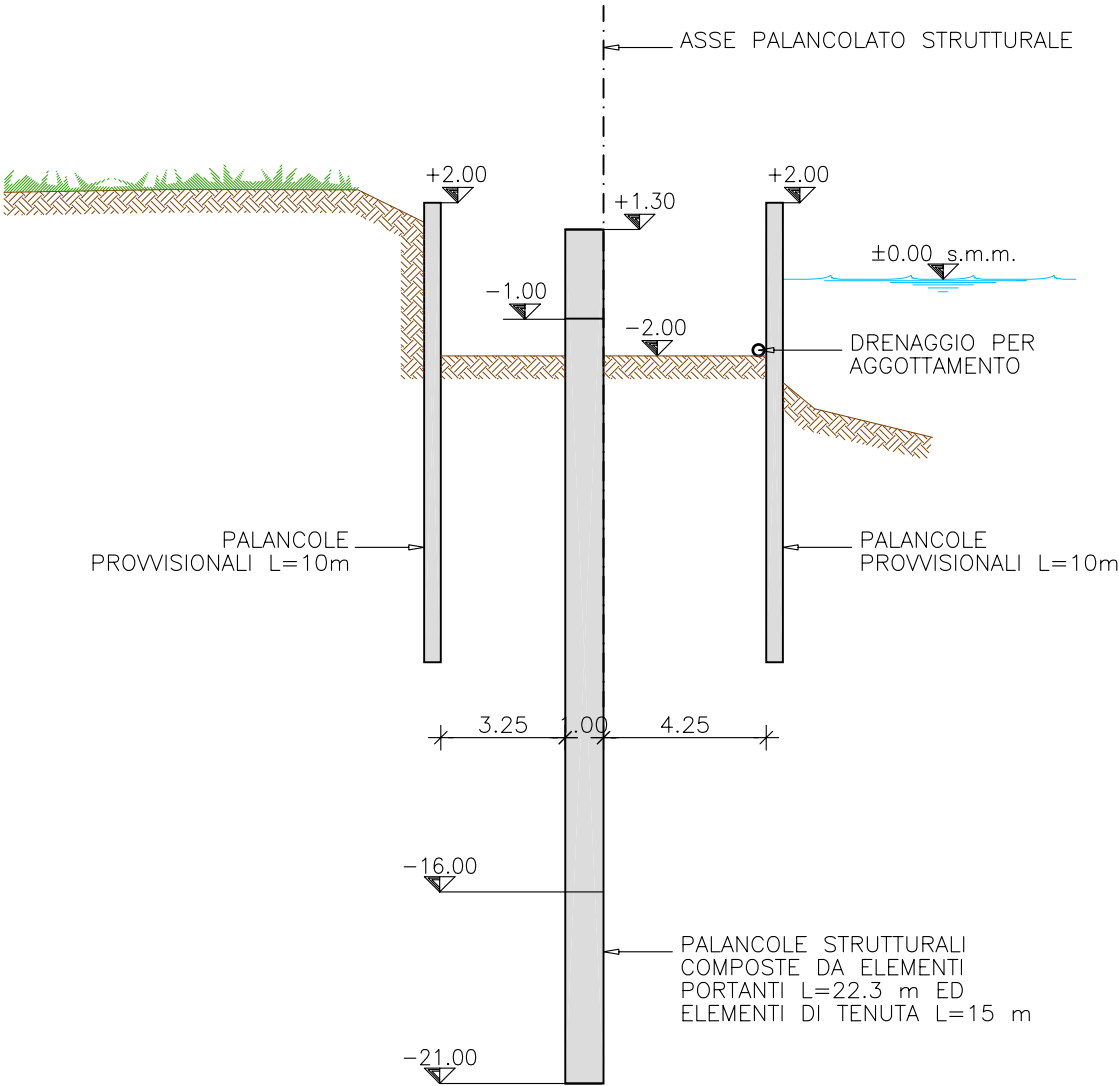 ASSE PALANCOLATO STRUTTURALE
+2.00
+2.00
+1.30
±0.00 s.m.m.
-1.00
-2.00
DRENAGGIO PER
AGGOTTAMENTO
PALANCOLE
PROVVISIONALI L=10m
PALANCOLE
PROVVISIONALI L=10m
3.25
1.00
4.25
-16.00
PALANCOLE STRUTTURALI
COMPOSTE DA ELEMENTI
PORTANTI L=22.3 m ED
ELEMENTI DI TENUTA L=15 m
-21.00